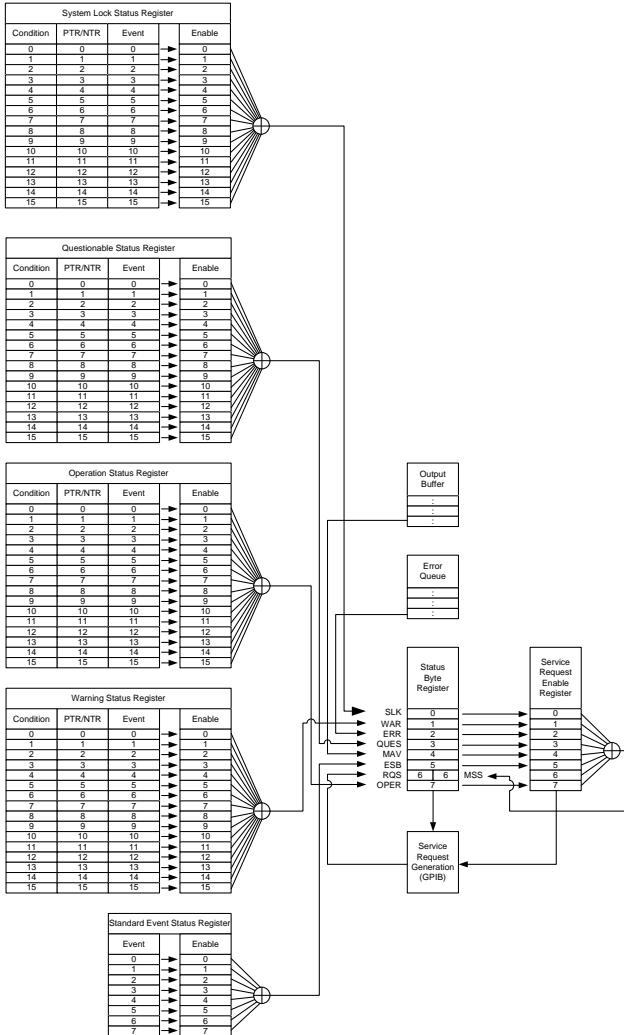 System Lock Status Register
Condition PTR/NTR Event Enable
0 0 0 0
1 1 1 1
2 2 2 2
3 3 3 3
4 4 4 4
5 5 5 5
6 6 6 6
7 7 7 7
8 8 8 8
9 9 9 9
10 10 10 10
11 11 11 11
12 12 12 12
13 13 13 13
14 14 14 14
15 15 15 15
Questionable Status Register
Condition PTR/NTR Event Enable
0 0 0 0
1 1 1 1
2 2 2 2
3 3 3 3
4 4 4 4
5 5 5 5
6 6 6 6
7 7 7 7
8 8 8 8
9 9 9 9
10 10 10 10
11 11 11 11
12 12 12 12
13 13 13 13
14 14 14 14
15 15 15 15
Operation Status Register
Condition PTR/NTR Event Enable
0 0 0 0
1 1 1 1
2 2 2 2
3 3 3 3
4 4 4 4
5 5 5 5
6 6 6 6
7 7 7 7
8 8 8 8
9 9 9 9
10 10 10 10
11 11 11 11
12 12 12 12
13 13 13 13
14 14 14 14
15 15 15 15
Output
Buffer
:
:
:
Error
Queue
:
:
:
Warning Status Register
Condition PTR/NTR Event Enable
0 0 0 0
1 1 1 1
2 2 2 2
3 3 3 3
4 4 4 4
5 5 5 5
6 6 6 6
7 7 7 7
8 8 8 8
9 9 9 9
10 10 10 10
11 11 11 11
12 12 12 12
13 13 13 13
14 14 14 14
15 15 15 15
Status
Byte
Register
Service
Request
Enable
Register
SLK 0 0
WAR 1 1
ERR 2 2
QUES 3 3
MAV 4 4
ESB 5 5
RQS 6 6 MSS 6
OPER 7 7
Service
Request
Generation
(GPIB)
Standard Event Status Register
Event Enable
0 0
1 1
2 2
3 3
4 4
5 5
6 6
7 7